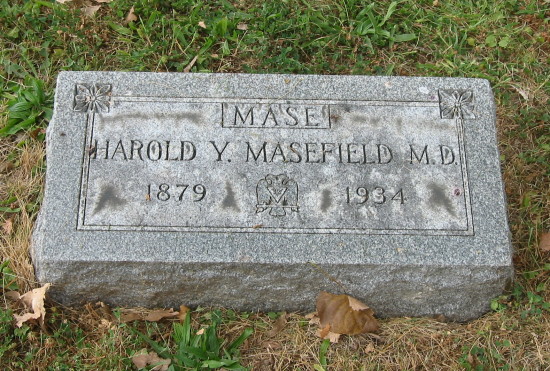 MASE
HAROLD Y. MASEFIELD M.D.
1879 1934